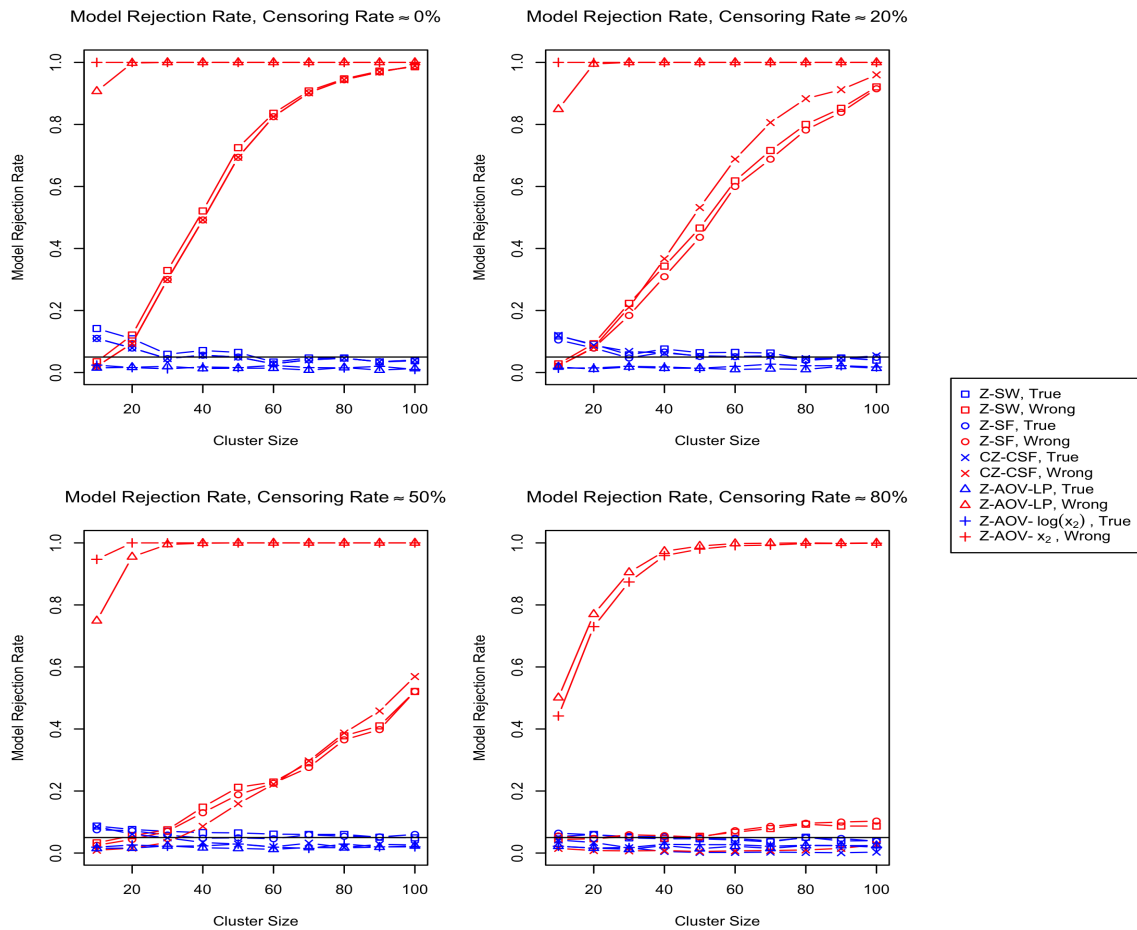 Model Rejection Rate, Censoring Rate ≈ 0%
Model Rejection Rate
1.0
0.8
0.6
0.4
0.2
0.0
20 40 60 80 100
Cluster Size
Model Rejection Rate, Censoring Rate ≈ 20%
Model Rejection Rate
1.0
0.8
0.6
0.4
0.2
0.0
20 40 60 80 100
Cluster Size
Model Rejection Rate, Censoring Rate ≈ 50%
Model Rejection Rate
1.0
0.8
0.6
0.4
0.2
0.0
20 40 60 80 100
Cluster Size
Model Rejection Rate, Censoring Rate ≈ 80%
Model Rejection Rate
1.0
0.8
0.6
0.4
0.2
0.0
20 40 60 80 100
Cluster Size
Z-SW, True
Z-SW, Wrong
Z-SF, True
Z-SF, Wrong
CZ-CSF, True
CZ-CSF, Wrong
Z-AOV-LP, True
Z-AOV-LP, Wrong
Z-AOV- log(x₂) , True
Z-AOV- x₂ , Wrong